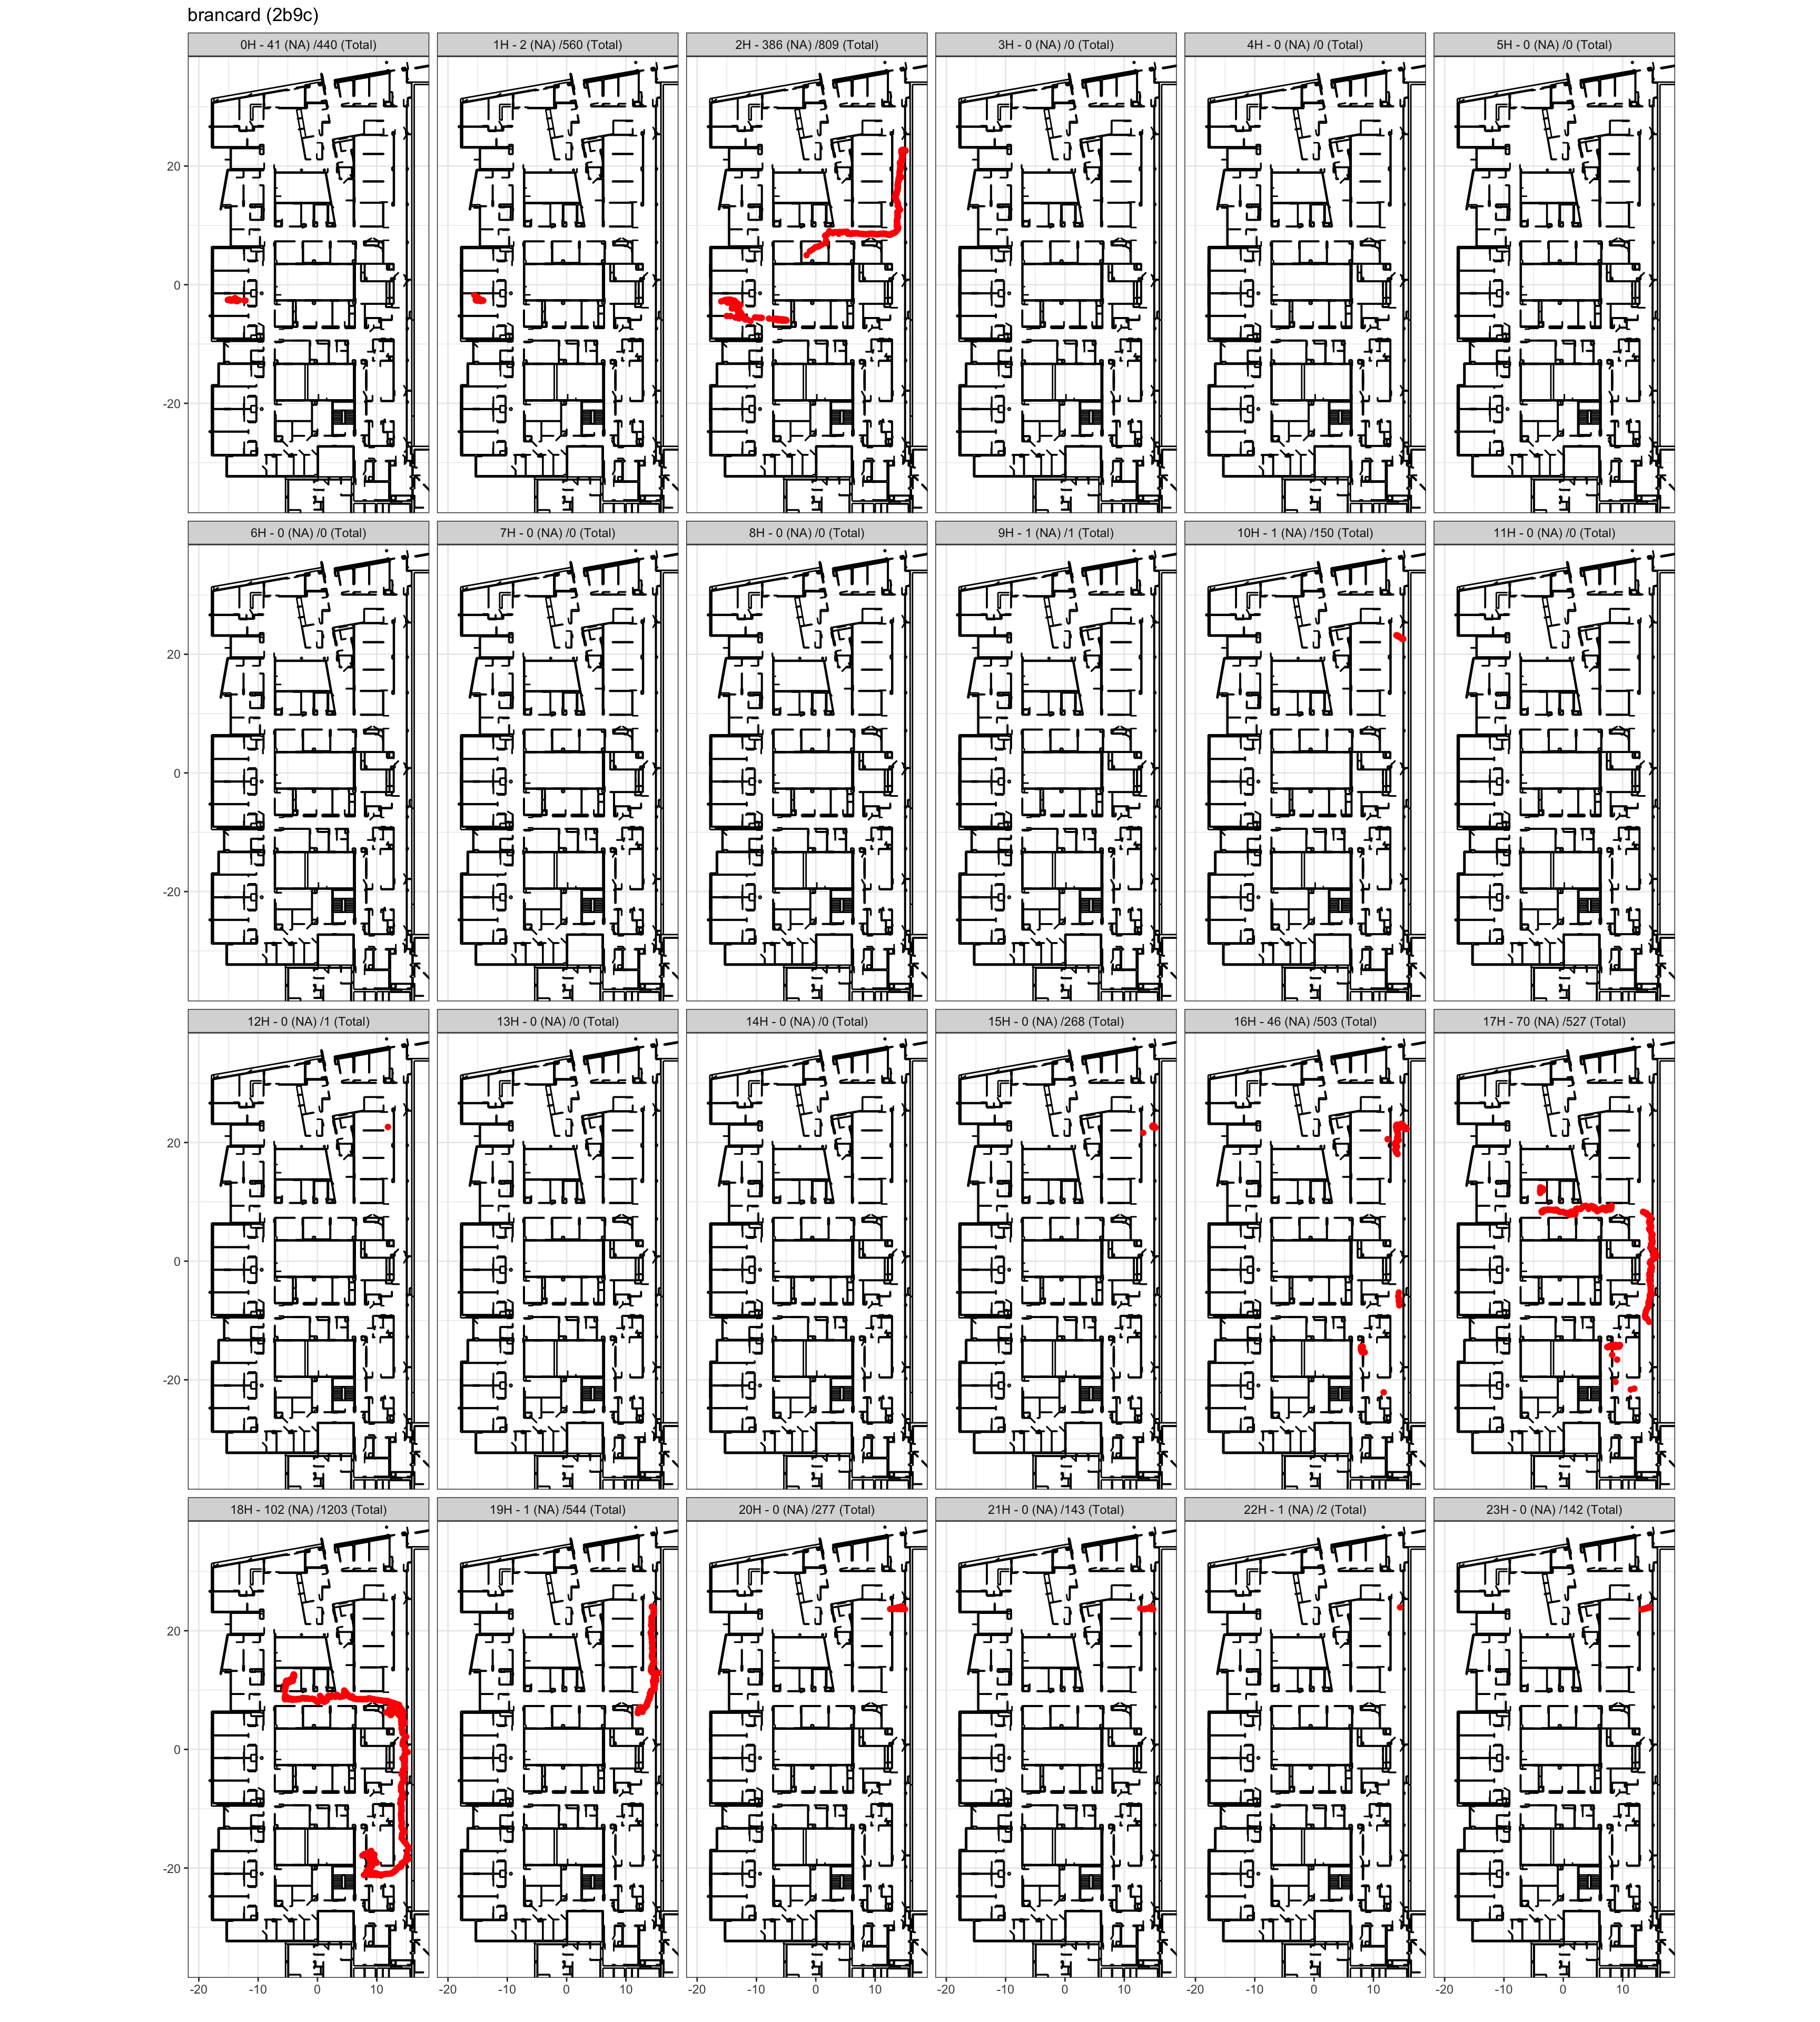 brancard (2b9c)
0H - 41 (NA) /440 (Total) 1H - 2 (NA) /560 (Total) 2H - 386 (NA) /809 (Total) 3H - 0 (NA) /0 (Total) 4H - 0 (NA) /0 (Total) 5H - 0 (NA) /0 (Total)
20
0
-20
6H - 0 (NA) /0 (Total) 7H - 0 (NA) /0 (Total) 8H - 0 (NA) /0 (Total) 9H - 1 (NA) /1 (Total) 10H - 1 (NA) /150 (Total) 11H - 0 (NA) /0 (Total)
20
0
-20
12H - 0 (NA) /1 (Total) 13H - 0 (NA) /0 (Total) 14H - 0 (NA) /0 (Total) 15H - 0 (NA) /268 (Total) 16H - 46 (NA) /503 (Total) 17H - 70 (NA) /527 (Total)
20
0
-20
18H - 102 (NA) /1203 (Total) 19H - 1 (NA) /544 (Total) 20H - 0 (NA) /277 (Total) 21H - 0 (NA) /143 (Total) 22H - 1 (NA) /2 (Total) 23H - 0 (NA) /142 (Total)
20
0
-20
-20 -10 0 10 -20 -10 0 10 -20 -10 0 10 -20 -10 0 10 -20 -10 0 10 -20 -10 0 10